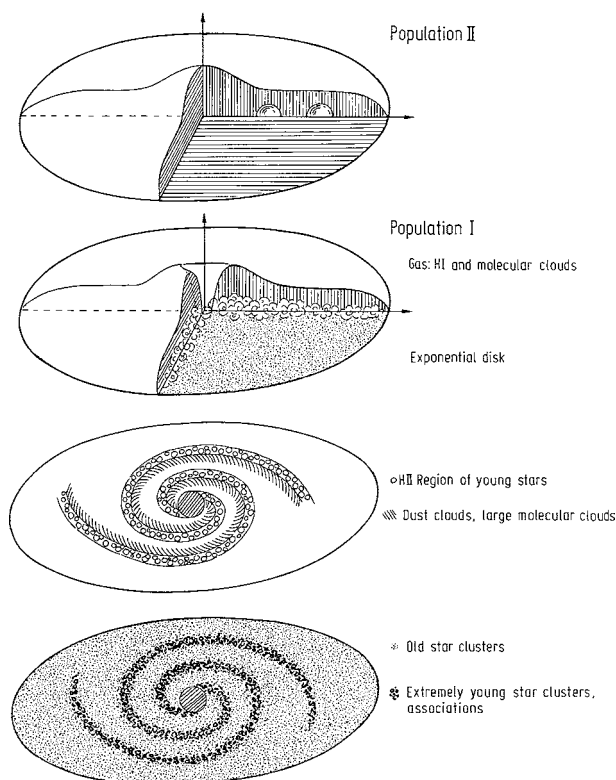 Population II
Population I
Gas: HI and molecular clouds
Exponential disk
HII Region of young stars
Dust clouds, large molecular clouds
Old star clusters
Extremely young star clusters,
associations